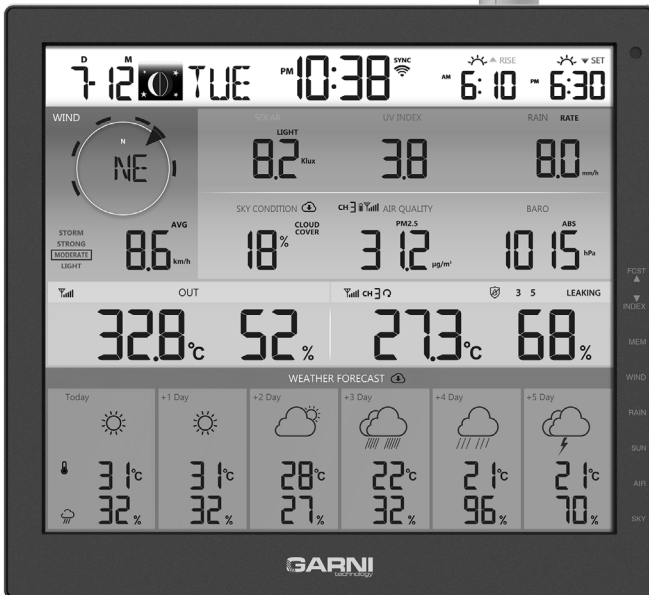 D M SYNC RISE SET
7-12 TUE PM 10:38 AM 6:10 PM 6:30
WIND SOLAR UV INDEX RAIN RATE
N LIGHT
NE 8.2 Klux 3.8 8.0 mm/h
SKY CONDITION CH 3 AIR QUALITY BARO
AVG CLOUD COVER PM2.5 ABS
STORM
STRONG
MODERATE
LIGHT
8.6 km/h 18 % 31.2 µg/m³ 1015 hPa
OUT CH 3 3 5 LEAKING
32.8 °C 52 % 27.3 °C 68 %
WEATHER FORECAST
Today +1 Day +2 Day +3 Day +4 Day +5 Day
31°C 31°C 28°C 22°C 21°C 21°C
32% 32% 27% 32% 96% 70%
FCST
INDEX
MEM
WIND
RAIN
SUN
AIR
SKY
GARNI
technology